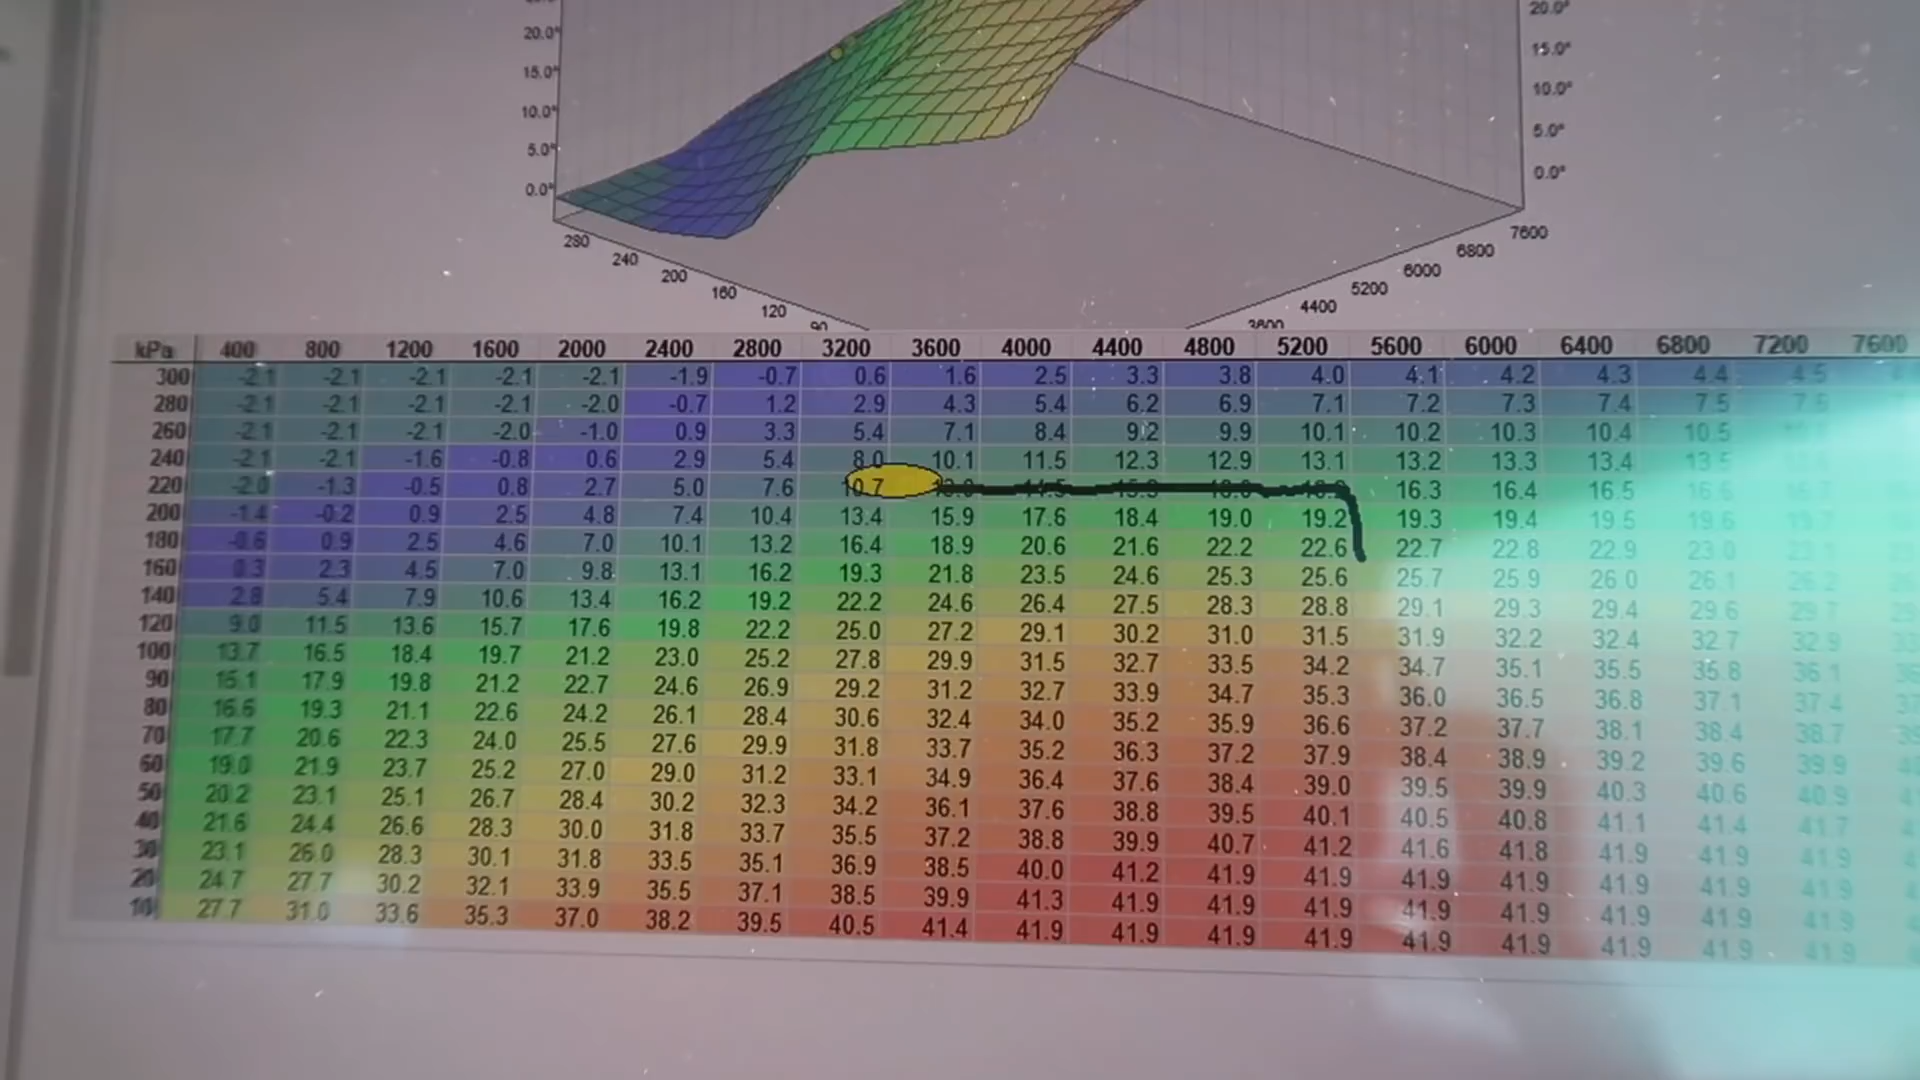 20.0° 20.0°
15.0° 15.0°
10.0° 10.0°
5.0° 5.0°
0.0° 0.0°
280 7600
240 6800
200 6000
160 5200
120 4400
90 3600
kPa 400 800 1200 1600 2000 2400 2800 3200 3600 4000 4400 4800 5200 5600 6000 6400 6800 7200 7600
300 -2.1 -2.1 -2.1 -2.1 -2.1 -1.9 -0.7 0.6 1.6 2.5 3.3 3.8 4.0 4.1 4.2 4.3 4.4 4.5
280 -2.1 -2.1 -2.1 -2.1 -2.0 -0.7 1.2 2.9 4.3 5.4 6.2 6.9 7.1 7.2 7.3 7.4 7.5 7.5
260 -2.1 -2.1 -2.1 -2.0 -1.0 0.9 3.3 5.4 7.1 8.4 9.2 9.9 10.1 10.2 10.3 10.4 10.5
240 -2.1 -2.1 -1.6 -0.8 0.6 2.9 5.4 8.0 10.1 11.5 12.3 12.9 13.1 13.2 13.3 13.4 13.5
220 -2.0 -1.3 -0.5 0.8 2.7 5.0 7.6 10.7 16.3 16.4 16.5 16.6 16.7
200 -1.4 -0.2 0.9 2.5 4.8 7.4 10.4 13.4 15.9 17.6 18.4 19.0 19.2 19.3 19.4 19.5 19.6 19.7
180 -0.6 0.9 2.5 4.6 7.0 10.1 13.2 16.4 18.9 20.6 21.6 22.2 22.6 22.7 22.8 22.9 23.0
160 0.3 2.3 4.5 7.0 9.8 13.1 16.2 19.3 21.8 23.5 24.6 25.3 25.6 25.7 25.9 26.0 26.1 26.2
140 2.8 5.4 7.9 10.6 13.4 16.2 19.2 22.2 24.6 26.4 27.5 28.3 28.8 29.1 29.3 29.4 29.6 29.7
120 9.0 11.5 13.6 15.7 17.6 19.8 22.2 25.0 27.2 29.1 30.2 31.0 31.5 31.9 32.2 32.4 32.7 32.9
100 13.7 16.5 18.4 19.7 21.2 23.0 25.2 27.8 29.9 31.5 32.7 33.5 34.2 34.7 35.1 35.5 35.8 36.1
90 15.1 17.9 19.8 21.2 22.7 24.6 26.9 29.2 31.2 32.7 33.9 34.7 35.3 36.0 36.5 36.8 37.1 37.4
80 16.6 19.3 21.1 22.6 24.2 26.1 28.4 30.6 32.4 34.0 35.2 35.9 36.6 37.2 37.7 38.1 38.4 38.7
70 17.7 20.6 22.3 24.0 25.5 27.6 29.9 31.8 33.7 35.2 36.3 37.2 37.9 38.4 38.9 39.2 39.6 39.9
60 19.0 21.9 23.7 25.2 27.0 29.0 31.2 33.1 34.9 36.4 37.6 38.4 39.0 39.5 39.9 40.3 40.6 40.9
50 20.2 23.1 25.1 26.7 28.4 30.2 32.3 34.2 36.1 37.6 38.8 39.5 40.1 40.5 40.8 41.1 41.4 41.7
40 21.6 24.4 26.6 28.3 30.0 31.8 33.7 35.5 37.2 38.8 39.9 40.7 41.2 41.6 41.8 41.9 41.9 41.9
30 23.1 26.0 28.3 30.1 31.8 33.5 35.1 36.9 38.5 40.0 41.2 41.9 41.9 41.9 41.9 41.9 41.9 41.9
20 24.7 27.7 30.2 32.1 33.9 35.5 37.1 38.5 39.9 41.3 41.9 41.9 41.9 41.9 41.9 41.9 41.9 41.9
10 27.7 31.0 33.6 35.3 37.0 38.2 39.5 40.5 41.4 41.9 41.9 41.9 41.9 41.9 41.9 41.9 41.9 41.9